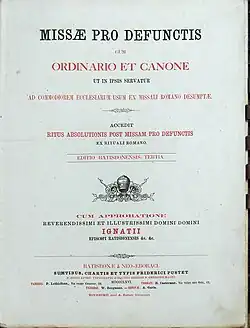 MISSÆ PRO DEFUNCTIS
CUM
ORDINARIO ET CANONE
UT IN IPSIS SERVATUR
AD COMMODIOREM ECCLESIARUM USUM EX MISSALI ROMANO DESUMPTÆ.
ACCEDIT
RITUS ABSOLUTIONIS POST MISSAM PRO DEFUNCTIS
EX RITUALI ROMANO.
EDITIO RATISBONENSIS TERTIA
CUM APPROBATIONE
REVERENDISSIMI ET ILLUSTRISSIMI DOMINI DOMINI
IGNATII
EPISCOPI RATISBONENSIS &c. &c.
RATISBONÆ & NEO-EBORACI.
SUMTIBUS, CHARTIS ET TYPIS FRIDERICI PUSTET